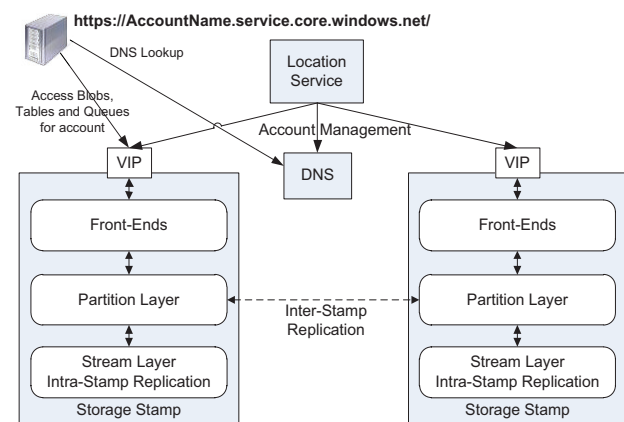 https://AccountName.service.core.windows.net/
DNS Lookup
Location
Service
Access Blobs,
Tables and Queues
for account
Account Management
VIP
DNS
VIP
Front-Ends
Front-Ends
Partition Layer
Inter-Stamp
Replication
Partition Layer
Stream Layer
Intra-Stamp Replication
Stream Layer
Intra-Stamp Replication
Storage Stamp
Storage Stamp